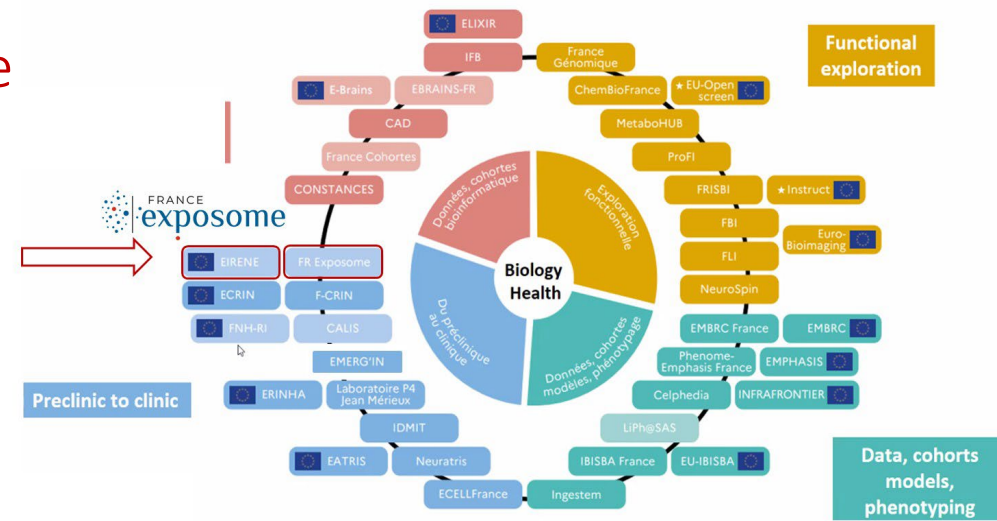 e
ELIXIR
IFB
France
Génomique
Functional
exploration
E-Brains
EBRAINS-FR
ChemBioFrance
★EU-Open
screen
CAD
MetaboHUB
France Cohortes
ProFI
CONSTANCES
FRISBI
★Instruct
FRANCE
exposome
FBI
Euro-
Bioimaging
EIRENE
FR Exposome
FLI
ECRIN
F-CRIN
NeuroSpin
FNH-RI
CALIS
EMBRC France
EMBRC
EMERG'IN
Phenome-
Emphasis France
EMPHASIS
Preclinic to clinic
ERINHA
Laboratoire P4
Jean Mérieux
Celphedia
INFRAFRONTIER
IDMIT
LiPh@SAS
EATRIS
Neuratris
IBISBA France
EU-IBISBA
ECELLFrance
Ingestem
Data, cohorts
models,
phenotyping
Données, cohortes
bioinformatique
Exploration
fonctionnelle
Biology
Health
Du préclinique
au clinique
Données, cohortes
modèles, phénotypage